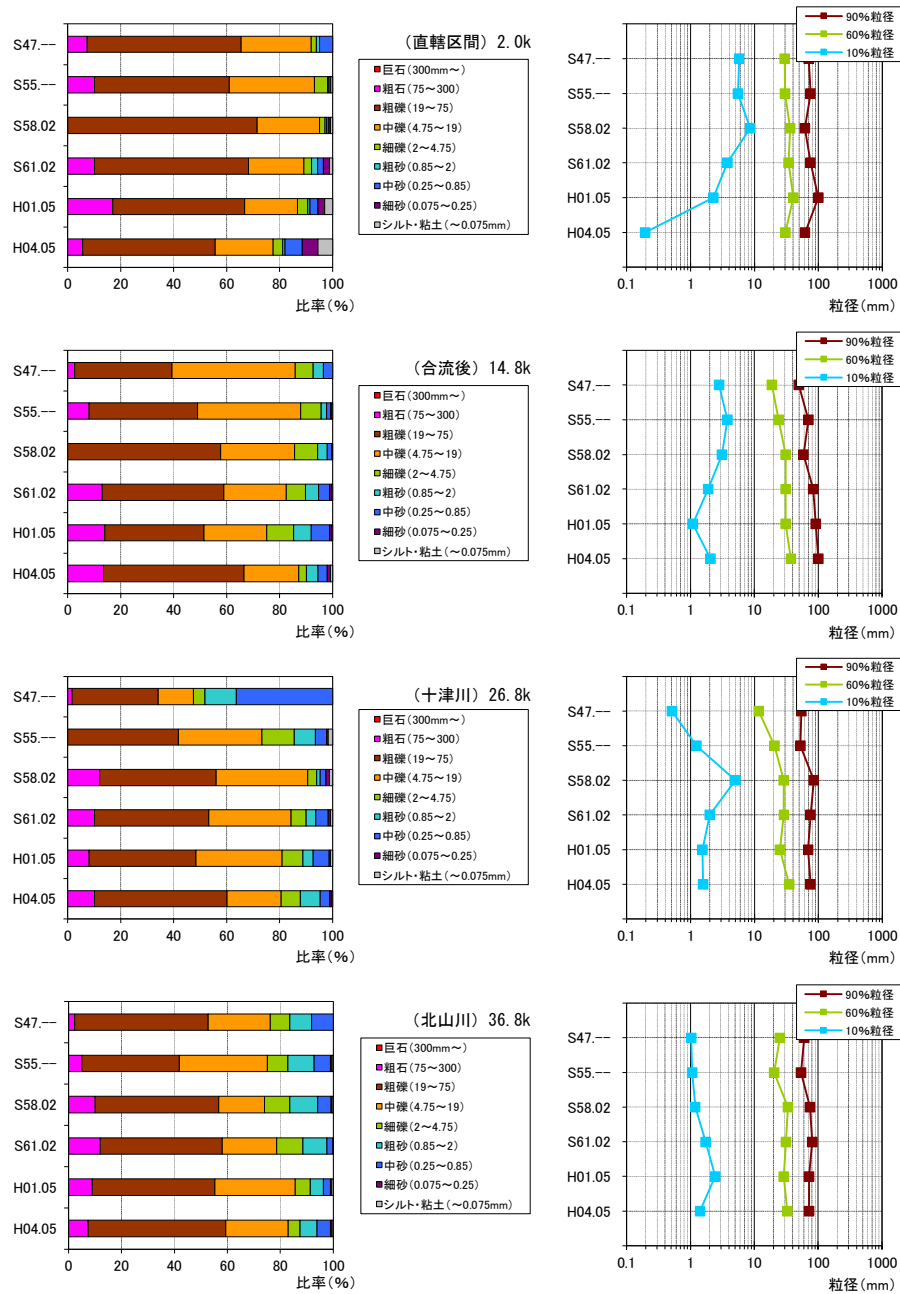 (直轄区間) 2.0k
S47.--
S55.--
S58.02
S61.02
H01.05
H04.05
0 20 40 60 80 100
比率(%)
巨石(300mm～)
粗石(75～300)
粗礫(19～75)
中礫(4.75～19)
細礫(2～4.75)
粗砂(0.85～2)
中砂(0.25～0.85)
細砂(0.075～0.25)
シルト・粘土(～0.075mm)
90%粒径
60%粒径
10%粒径
S47.--
S55.--
S58.02
S61.02
H01.05
H04.05
0.1 1 10 100 1000
粒径(mm)
(合流後) 14.8k
S47.--
S55.--
S58.02
S61.02
H01.05
H04.05
0 20 40 60 80 100
比率(%)
巨石(300mm～)
粗石(75～300)
粗礫(19～75)
中礫(4.75～19)
細礫(2～4.75)
粗砂(0.85～2)
中砂(0.25～0.85)
細砂(0.075～0.25)
シルト・粘土(～0.075mm)
90%粒径
60%粒径
10%粒径
S47.--
S55.--
S58.02
S61.02
H01.05
H04.05
0.1 1 10 100 1000
粒径(mm)
(十津川) 26.8k
S47.--
S55.--
S58.02
S61.02
H01.05
H04.05
0 20 40 60 80 100
比率(%)
巨石(300mm～)
粗石(75～300)
粗礫(19～75)
中礫(4.75～19)
細礫(2～4.75)
粗砂(0.85～2)
中砂(0.25～0.85)
細砂(0.075～0.25)
シルト・粘土(～0.075mm)
90%粒径
60%粒径
10%粒径
S47.--
S55.--
S58.02
S61.02
H01.05
H04.05
0.1 1 10 100 1000
粒径(mm)
(北山川) 36.8k
S47.--
S55.--
S58.02
S61.02
H01.05
H04.05
0 20 40 60 80 100
比率(%)
巨石(300mm～)
粗石(75～300)
粗礫(19～75)
中礫(4.75～19)
細礫(2～4.75)
粗砂(0.85～2)
中砂(0.25～0.85)
細砂(0.075～0.25)
シルト・粘土(～0.075mm)
90%粒径
60%粒径
10%粒径
S47.--
S55.--
S58.02
S61.02
H01.05
H04.05
0.1 1 10 100 1000
粒径(mm)